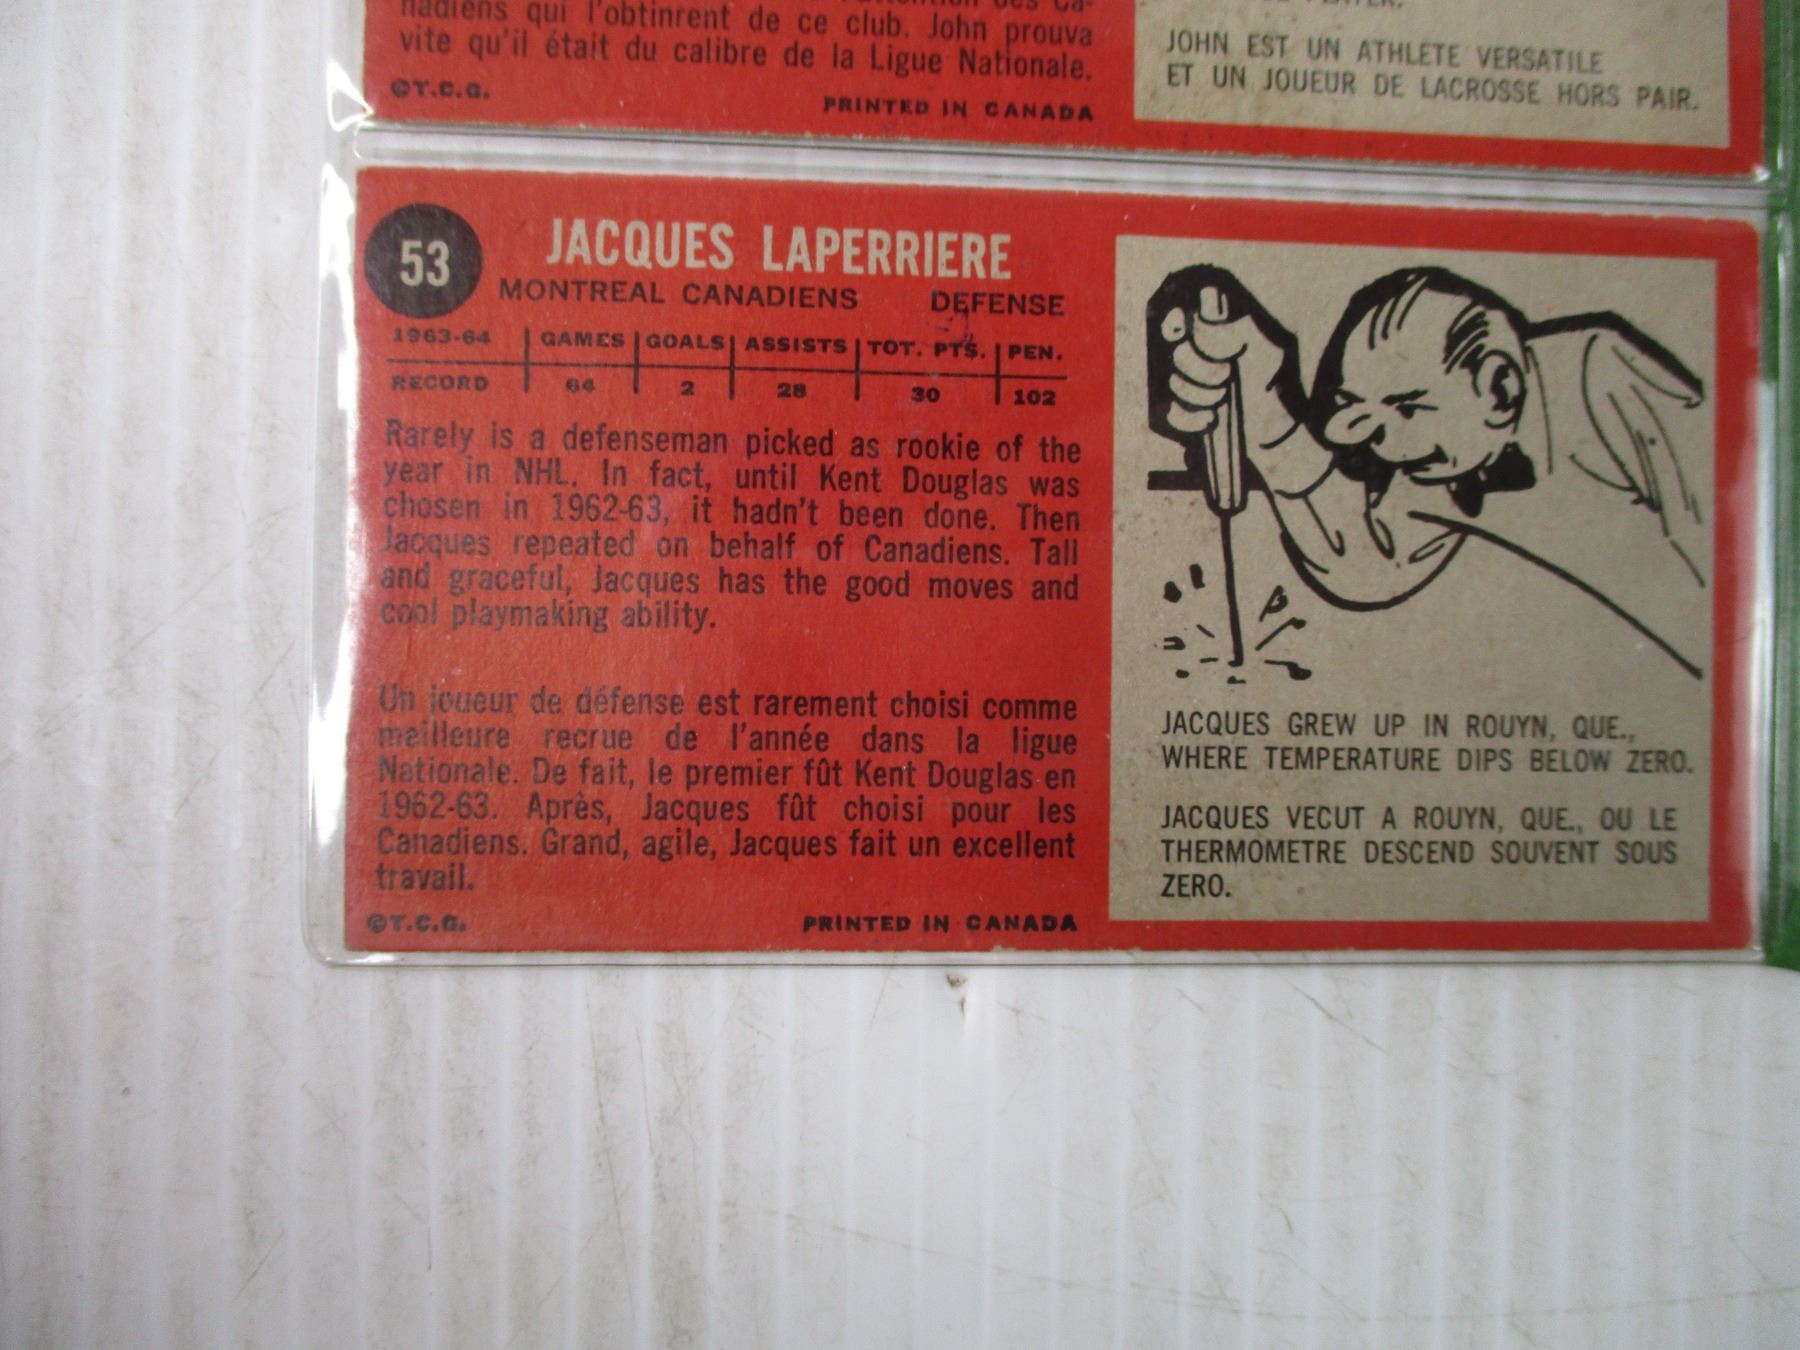 nadiens qui l'obtinrent de ce club. John prouva
vite qu'il était du calibre de la Ligue Nationale.
©T.C.G.
PRINTED IN CANADA
JOHN EST UN ATHLETE VERSATILE
ET UN JOUEUR DE LACROSSE HORS PAIR.
53
JACQUES LAPERRIERE
MONTREAL CANADIENS DEFENSE
1963-64 GAMES GOALS ASSISTS TOT. PTS. PEN.
RECORD 64 2 28 30 102
Rarely is a defenseman picked as rookie of the
year in NHL. In fact, until Kent Douglas was
chosen in 1962-63, it hadn't been done. Then
Jacques repeated on behalf of Canadiens. Tall
and graceful, Jacques has the good moves and
cool playmaking ability.
Un joueur de défense est rarement choisi comme
meilleure recrue de l'année dans la ligue
Nationale. De fait, le premier fût Kent Douglas en
1962-63. Après, Jacques fût choisi pour les
Canadiens. Grand, agile, Jacques fait un excellent
travail.
©T.C.G.
PRINTED IN CANADA
JACQUES GREW UP IN ROUYN, QUE.,
WHERE TEMPERATURE DIPS BELOW ZERO.
JACQUES VECUT A ROUYN, QUE., OU LE
THERMOMETRE DESCEND SOUVENT SOUS
ZERO.